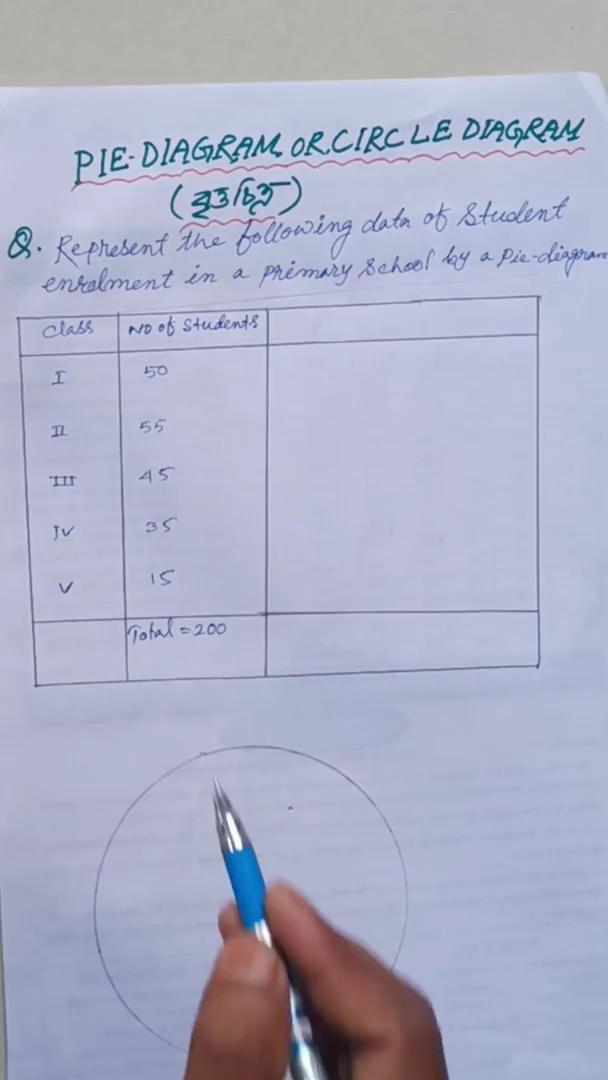 PIE-DIAGRAM OR CIRCLE DIAGRAM
(বৃত্তচিত্ৰ)
Q. Represent the following data of Student
enrolment in a primary School by a Pie-diagram
Class No of Students
I 50
II 55
III 45
IV 35
V 15
Total = 200